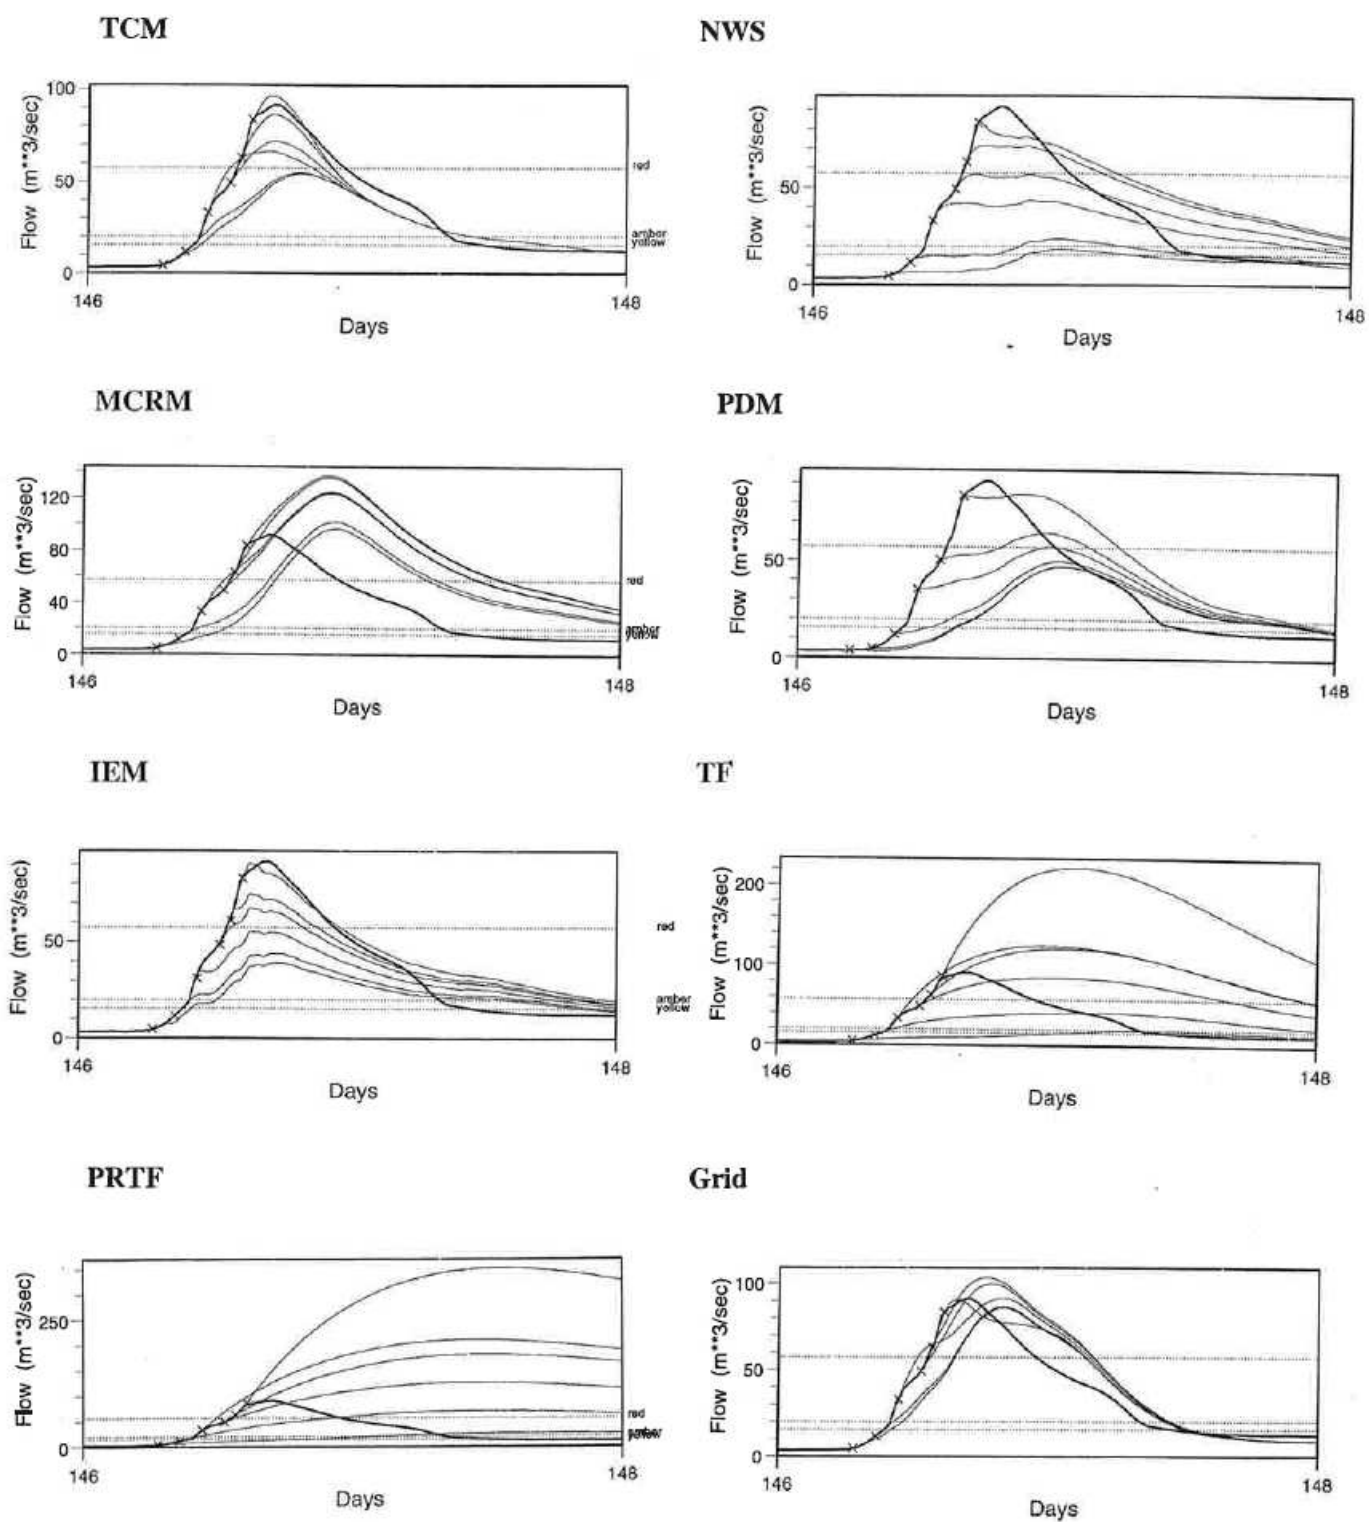 TCM
NWS
Flow (m**3/sec)
100
50
0
red
amber
yellow
146
148
Days
Flow (m**3/sec)
50
0
146
148
Days
MCRM
PDM
Flow (m**3/sec)
120
80
40
0
red
amber
yellow
146
148
Days
Flow (m**3/sec)
50
0
146
148
Days
IEM
TF
Flow (m**3/sec)
50
0
red
amber
yellow
146
148
Days
Flow (m**3/sec)
200
100
0
146
148
Days
PRTF
Grid
Flow (m**3/sec)
250
0
red
yellow
146
148
Days
Flow (m**3/sec)
100
50
0
146
148
Days